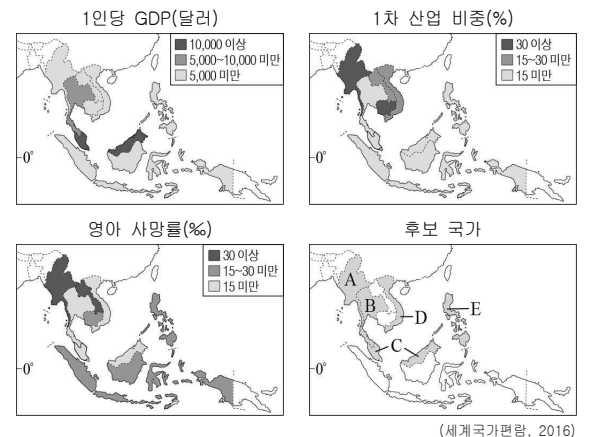 1인당 GDP(달러)
10,000 이상
5,000~10,000 미만
5,000 미만
0°
1차 산업 비중(%)
30 이상
15~30 미만
15 미만
0°
영아 사망률(‰)
30 이상
15~30 미만
15 미만
0°
후보 국가
A
B
E
D
C
0°
(세계국가편람, 2016)